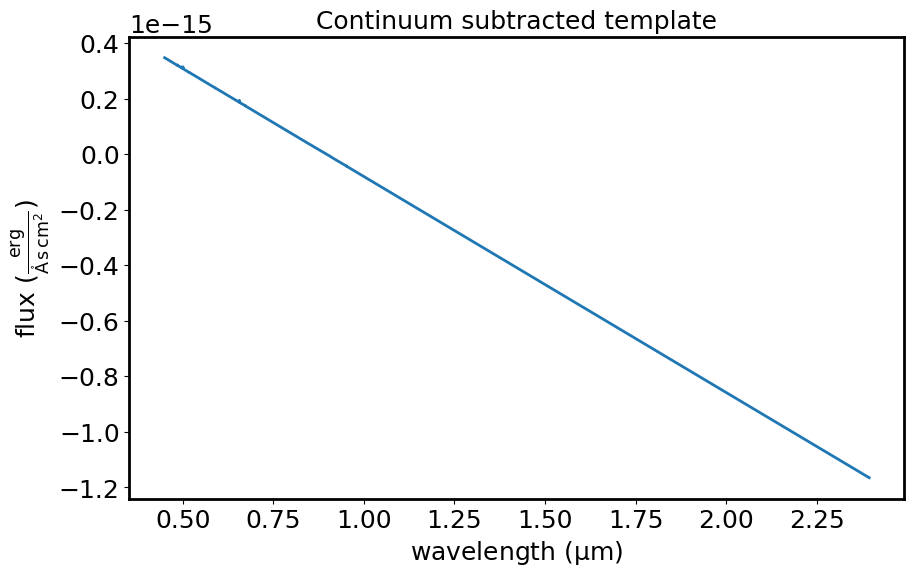 Continuum subtracted template
1e−15
0.4
0.2
0.0
−0.2
−0.4
−0.6
−0.8
−1.0
−1.2
flux (erg / Å s cm²)
0.50 0.75 1.00 1.25 1.50 1.75 2.00 2.25
wavelength (μm)